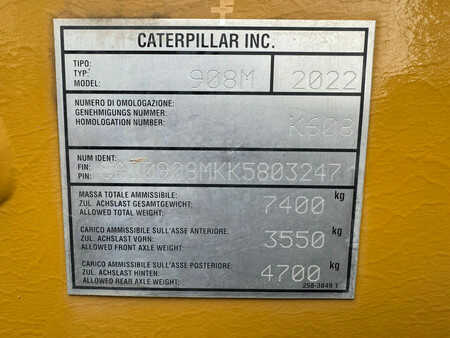 CATERPILLAR INC.
TIPO:
TYP:
MODEL: 908M 2022
NUMERO DI OMOLOGAZIONE:
GENEHMIGUNGS NUMMER:
HOMOLOGATION NUMBER: K608
NUM IDENT:
FIN:
PIN:
MASSA TOTALE AMMISSIBILE:
ZUL. ACHSLAST GESAMTGEWICHT:
ALLOWED TOTAL WEIGHT: 7400 kg
CARICO AMMISSIBILE SULL'ASSE ANTERIORE:
ZUL. ACHSLAST VORN:
ALLOWED FRONT AXLE WEIGHT: 3550 kg
CARICO AMMISSIBILE SULL'ASSE POSTERIORE:
ZUL. ACHSLAST HINTEN:
ALLOWED REAR AXLE WEIGHT: 4700 kg